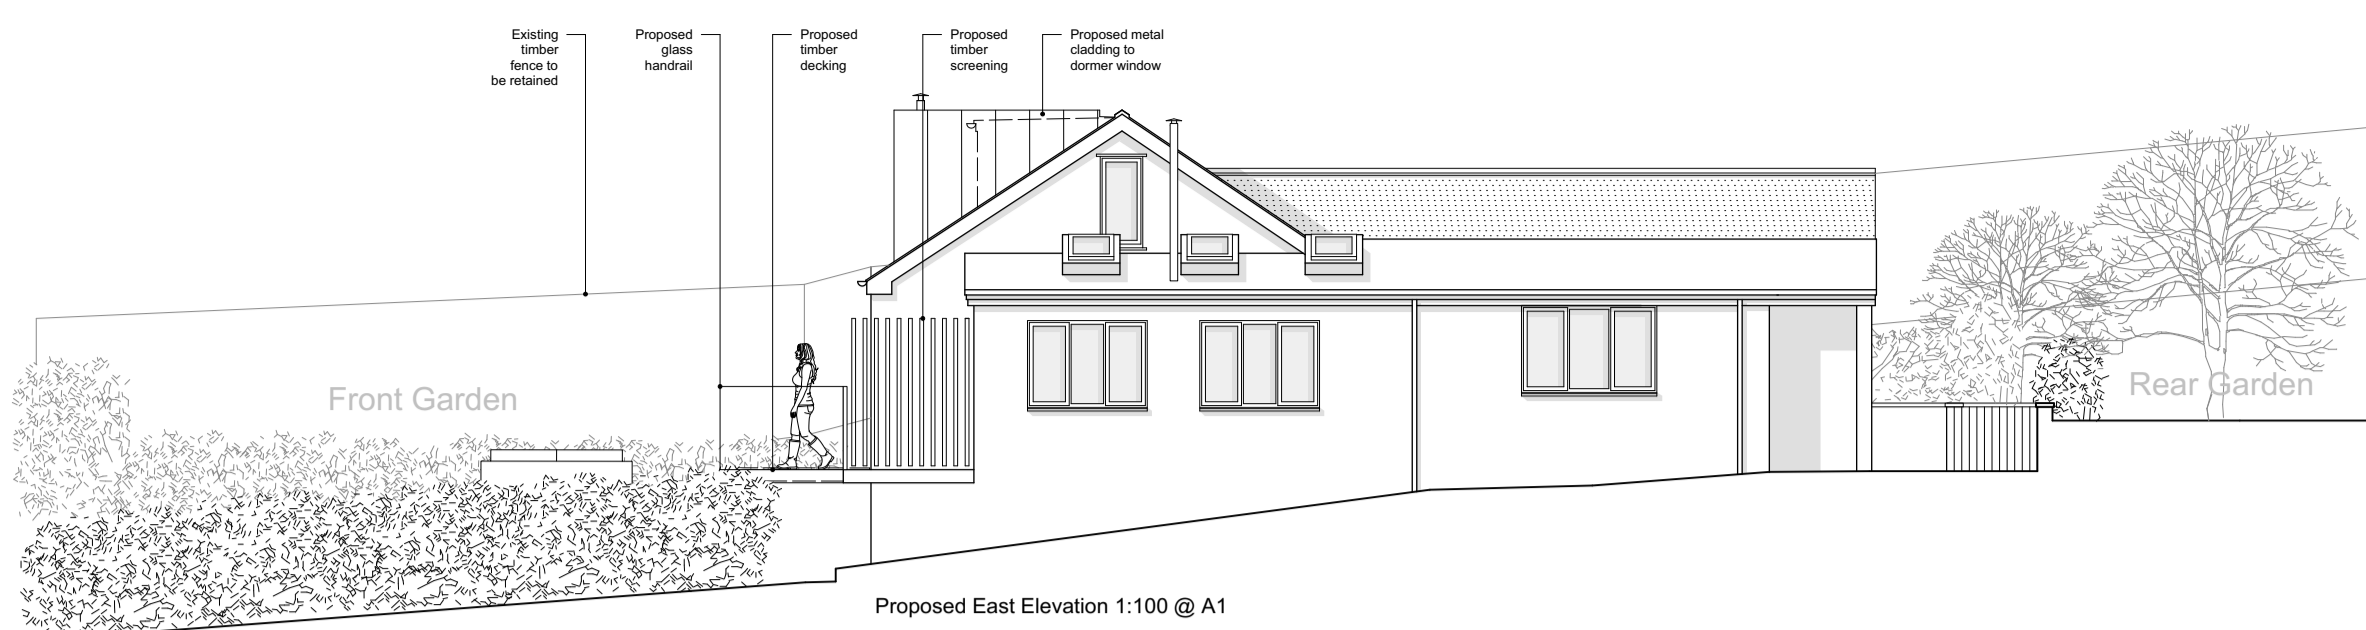 Existing
timber
fence to
be retained
Proposed
glass
handrail
Proposed
timber
decking
Proposed
timber
screening
Proposed metal
cladding to
dormer window
Front Garden
Rear Garden
Proposed East Elevation 1:100 @ A1